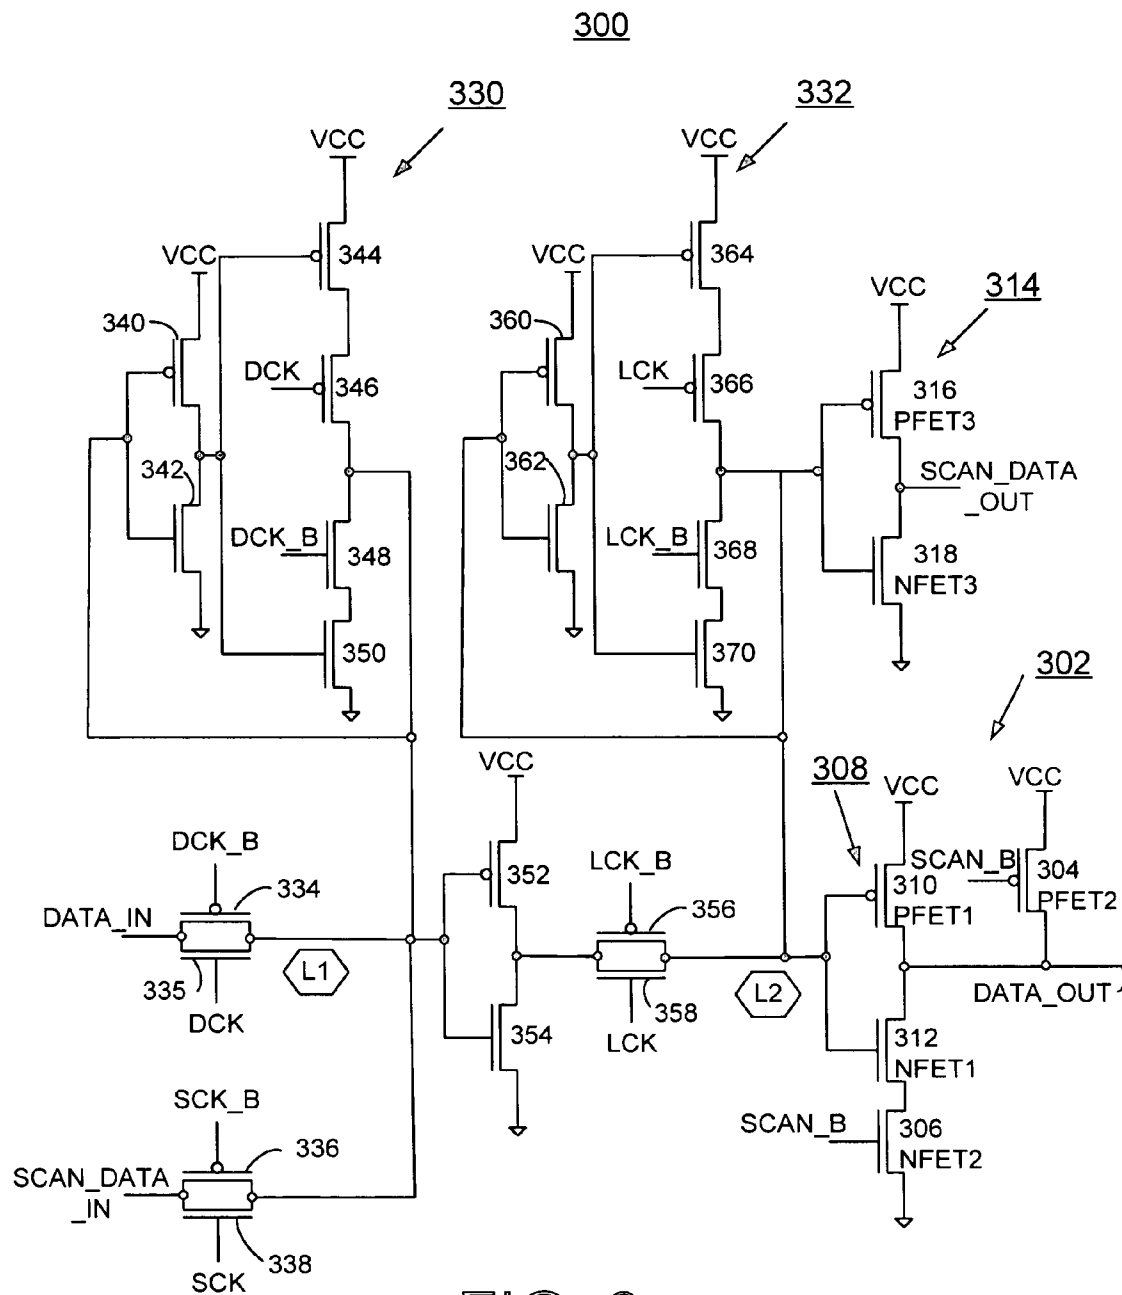 300
330
332
VCC
VCC
344
364
VCC
VCC
VCC
314
340
360
DCK
346
LCK
366
316
PFET3
342
362
SCAN_DATA
_OUT
DCK_B
348
LCK_B
368
318
NFET3
350
370
302
VCC
308
VCC
VCC
DCK_B
334
352
LCK_B
356
SCAN_B
310
PFET1
304
PFET2
DATA_IN
L1
L2
335
DCK
354
358
LCK
DATA_OUT
312
NFET1
SCK_B
336
SCAN_B
306
NFET2
SCAN_DATA
_IN
338
SCK